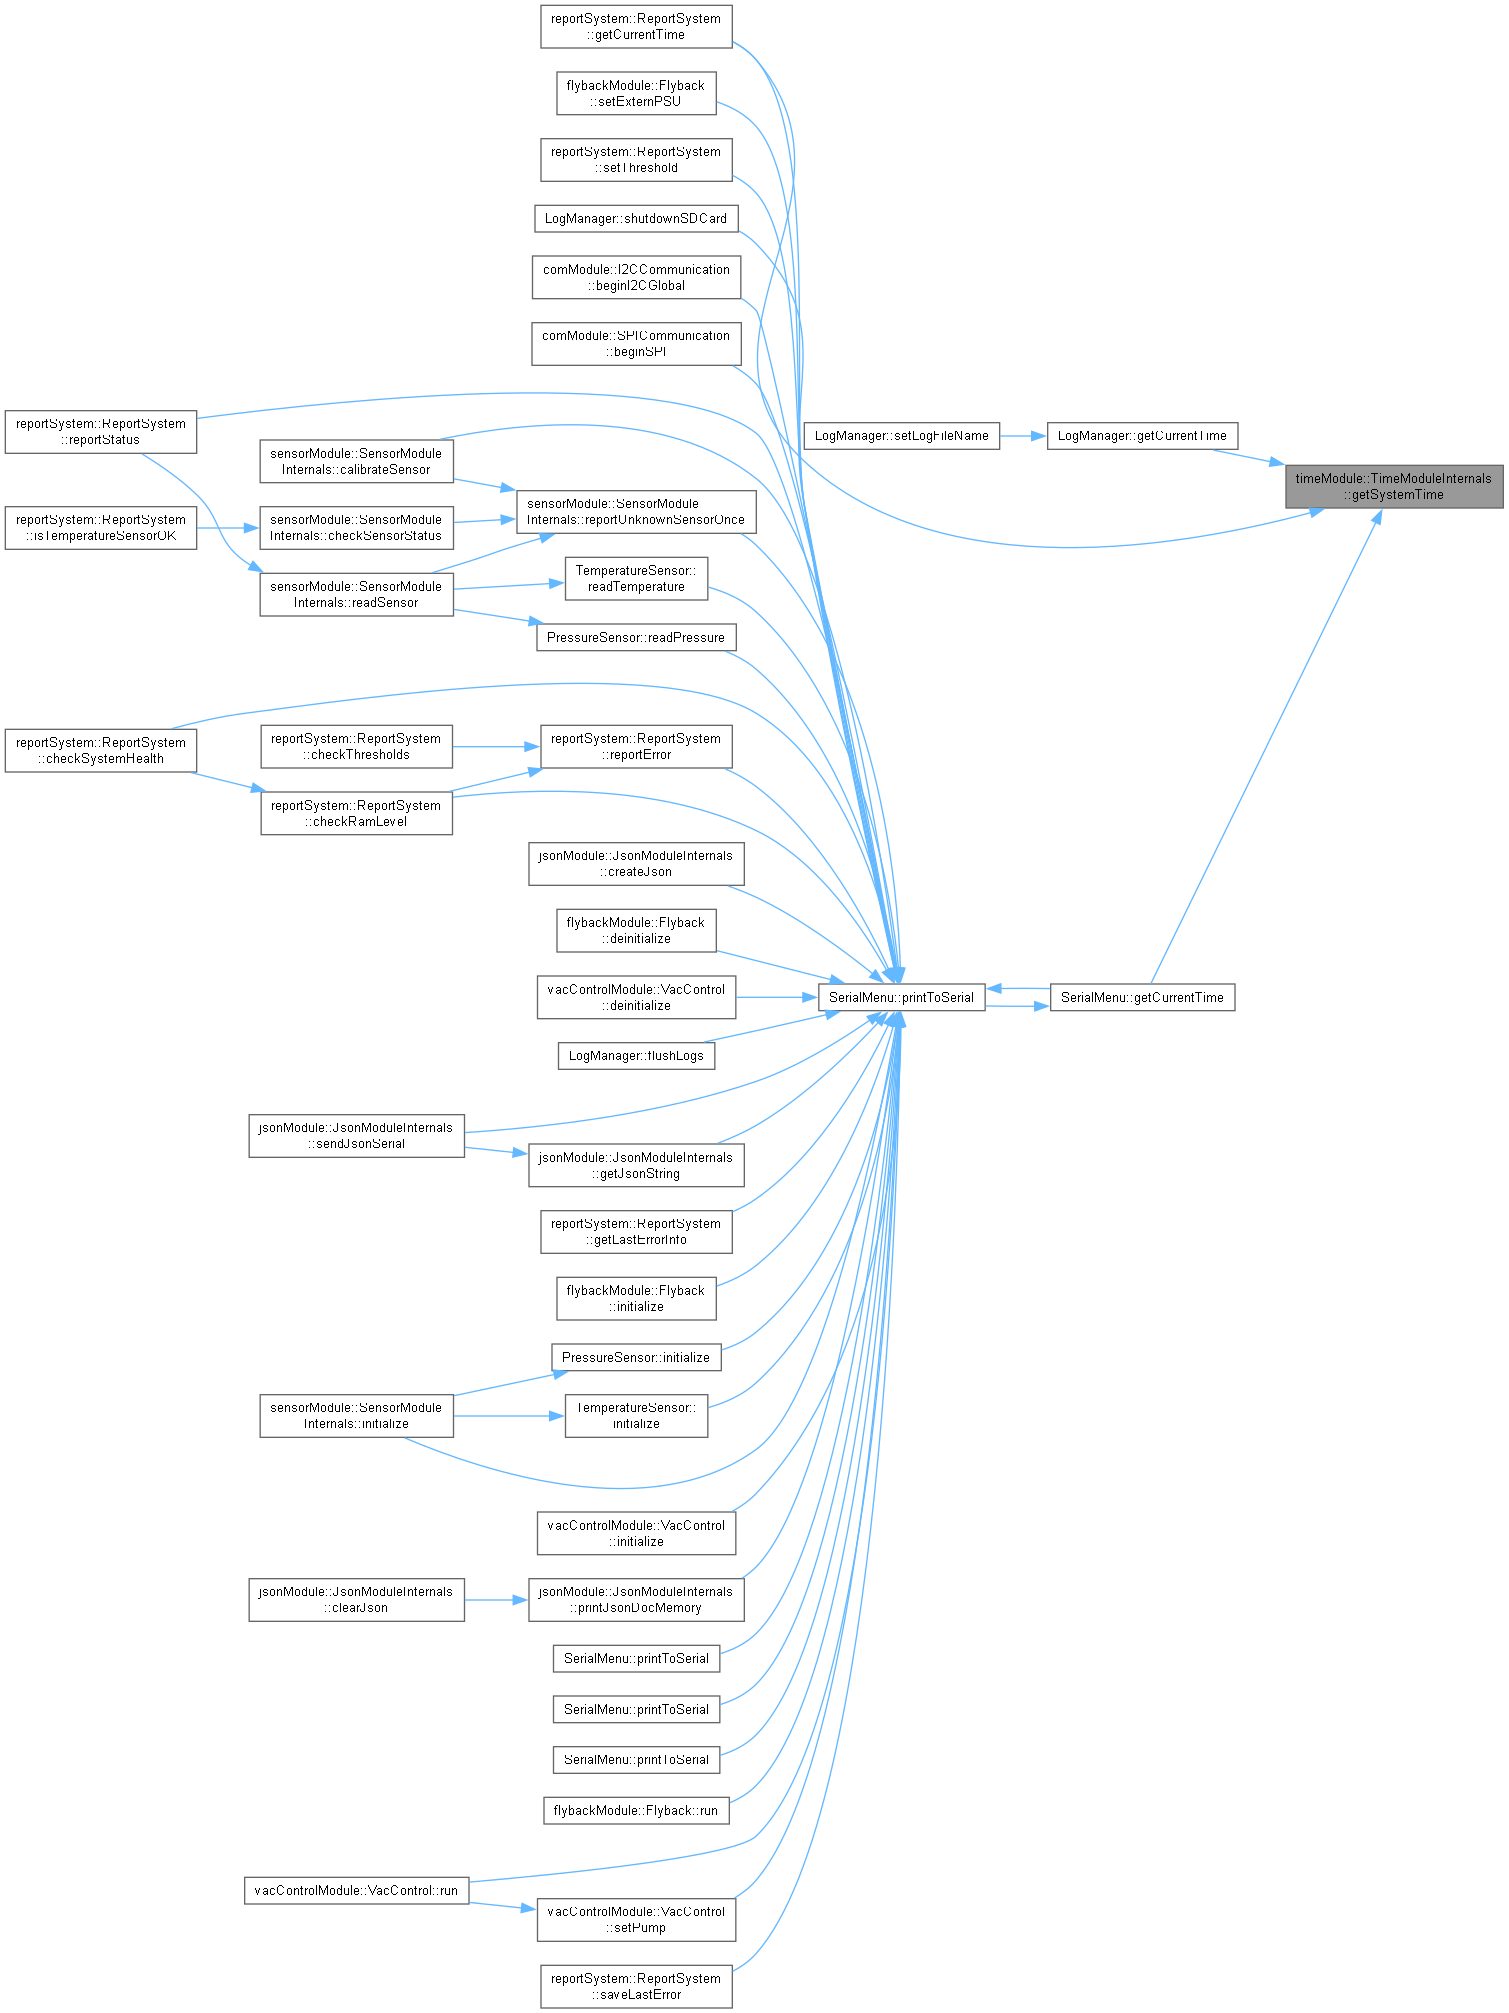 reportSystem::ReportSystem
::getCurrentTime
flybackModule::Flyback
::setExternPSU
reportSystem::ReportSystem
::setThreshold
LogManager::shutdownSDCard
comModule::I2CCommunication
::beginI2CGlobal
comModule::SPICommunication
::beginSPI
reportSystem::ReportSystem
::reportStatus
sensorModule::SensorModule
Internals::calibrateSensor
LogManager::setLogFileName
LogManager::getCurrentTime
timeModule::TimeModuleInternals
::getSystemTime
sensorModule::SensorModule
Internals::reportUnknownSensorOnce
reportSystem::ReportSystem
::isTemperatureSensorOK
sensorModule::SensorModule
Internals::checkSensorStatus
sensorModule::SensorModule
Internals::readSensor
TemperatureSensor::
readTemperature
PressureSensor::readPressure
reportSystem::ReportSystem
::checkSystemHealth
reportSystem::ReportSystem
::checkThresholds
reportSystem::ReportSystem
::reportError
reportSystem::ReportSystem
::checkRamLevel
jsonModule::JsonModuleInternals
::createJson
flybackModule::Flyback
::deinitialize
vacControlModule::VacControl
::deinitialize
SerialMenu::printToSerial
SerialMenu::getCurrentTime
LogManager::flushLogs
jsonModule::JsonModuleInternals
::sendJsonSerial
jsonModule::JsonModuleInternals
::getJsonString
reportSystem::ReportSystem
::getLastErrorInfo
flybackModule::Flyback
::initialize
PressureSensor::initialize
sensorModule::SensorModule
Internals::initialize
TemperatureSensor::
initialize
vacControlModule::VacControl
::initialize
jsonModule::JsonModuleInternals
::clearJson
jsonModule::JsonModuleInternals
::printJsonDocMemory
SerialMenu::printToSerial
SerialMenu::printToSerial
SerialMenu::printToSerial
flybackModule::Flyback::run
vacControlModule::VacControl::run
vacControlModule::VacControl
::setPump
reportSystem::ReportSystem
::saveLastError